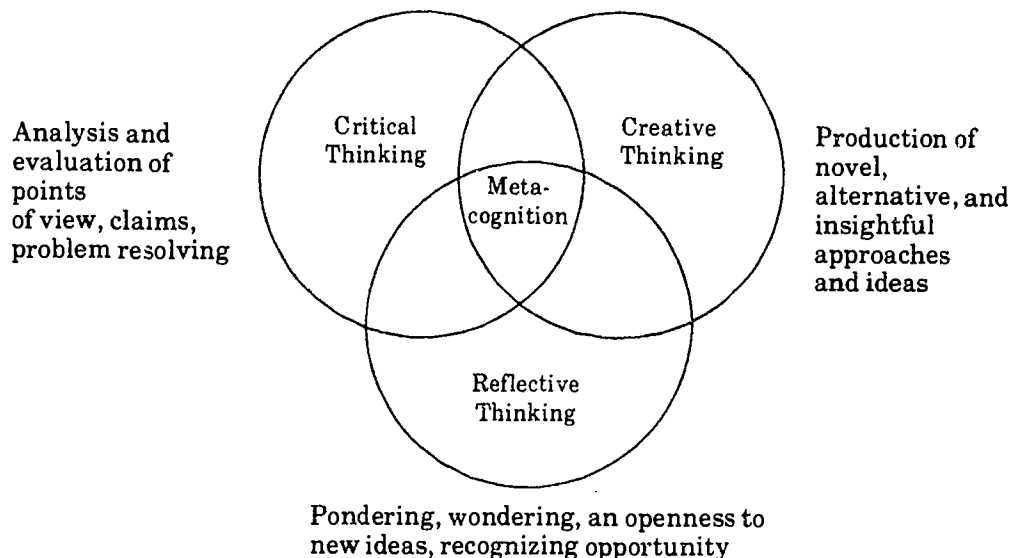 Analysis and
evaluation of
points
of view, claims,
problem resolving
Critical
Thinking
Creative
Thinking
Meta-
cognition
Production of
novel,
alternative, and
insightful
approaches
and ideas
Reflective
Thinking
Pondering, wondering, an openness to
new ideas, recognizing opportunity